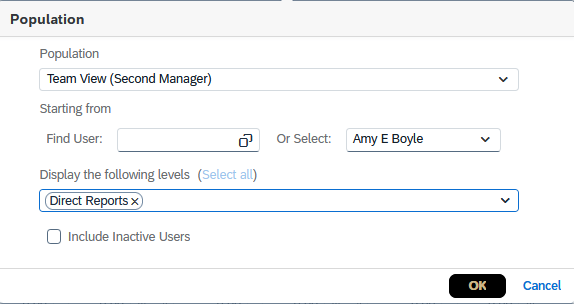 Population
Population
Team View (Second Manager)
Starting from
Find User: Or Select: Amy E Boyle
Display the following levels (Select all)
Direct Reports ×
Include Inactive Users
OK Cancel